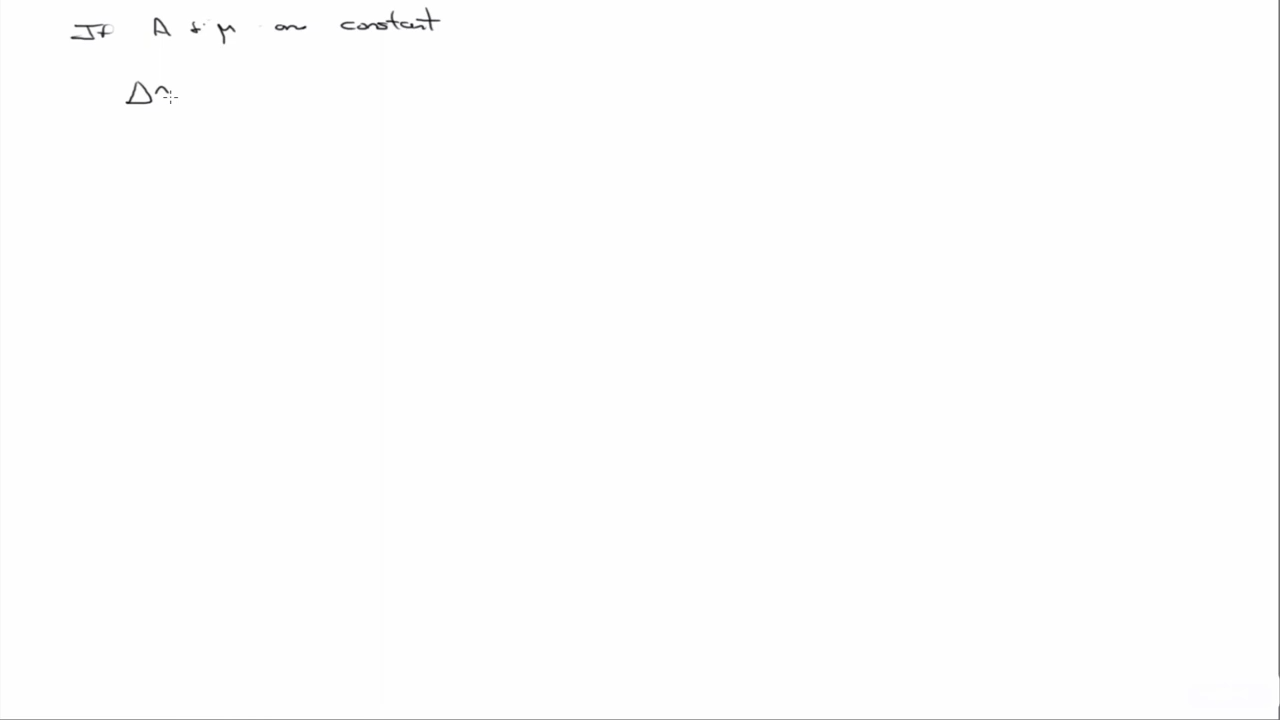 If A + μ are constant
Δ